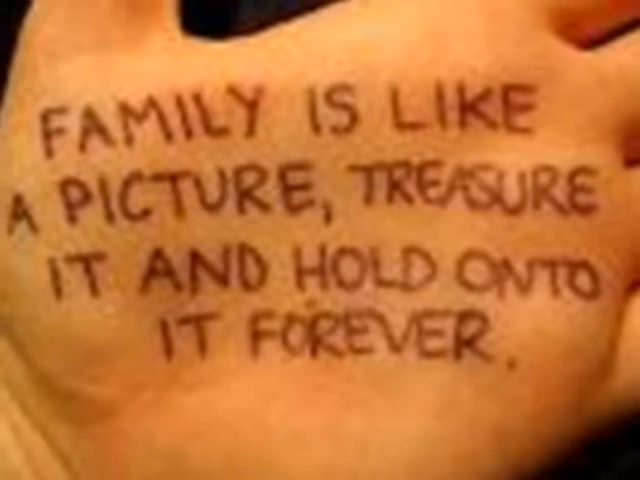 FAMILY IS LIKE
A PICTURE, TREASURE
IT AND HOLD ONTO
IT FOREVER.